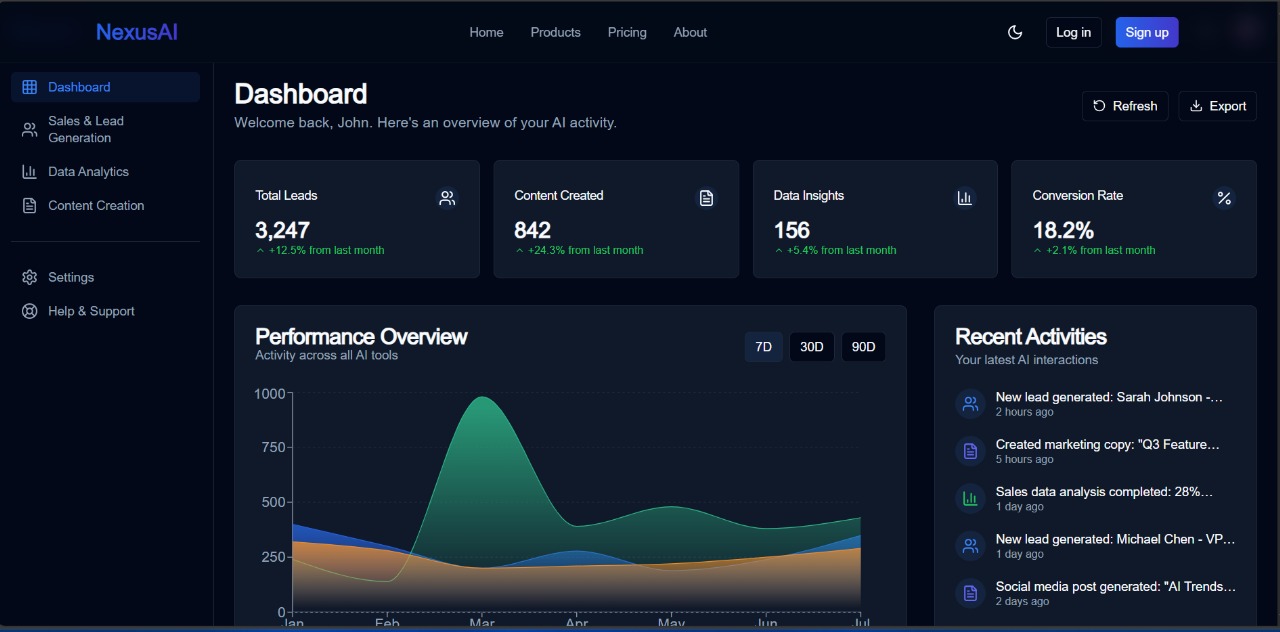 NexusAI
Home
Products
Pricing
About
Log in
Sign up
Dashboard
Sales & Lead
Generation
Data Analytics
Content Creation
Settings
Help & Support
Dashboard
Welcome back, John. Here's an overview of your AI activity.
Refresh
Export
Total Leads
3,247
+12.5% from last month
Content Created
842
+24.3% from last month
Data Insights
156
+5.4% from last month
Conversion Rate
18.2%
+2.1% from last month
Performance Overview
Activity across all AI tools
7D
30D
90D
1000
750
500
250
0
Jan
Feb
Mar
Apr
May
Jun
Jul
Recent Activities
Your latest AI interactions
New lead generated: Sarah Johnson -...
2 hours ago
Created marketing copy: "Q3 Feature...
5 hours ago
Sales data analysis completed: 28%...
1 day ago
New lead generated: Michael Chen - VP...
1 day ago
Social media post generated: "AI Trends...
2 days ago